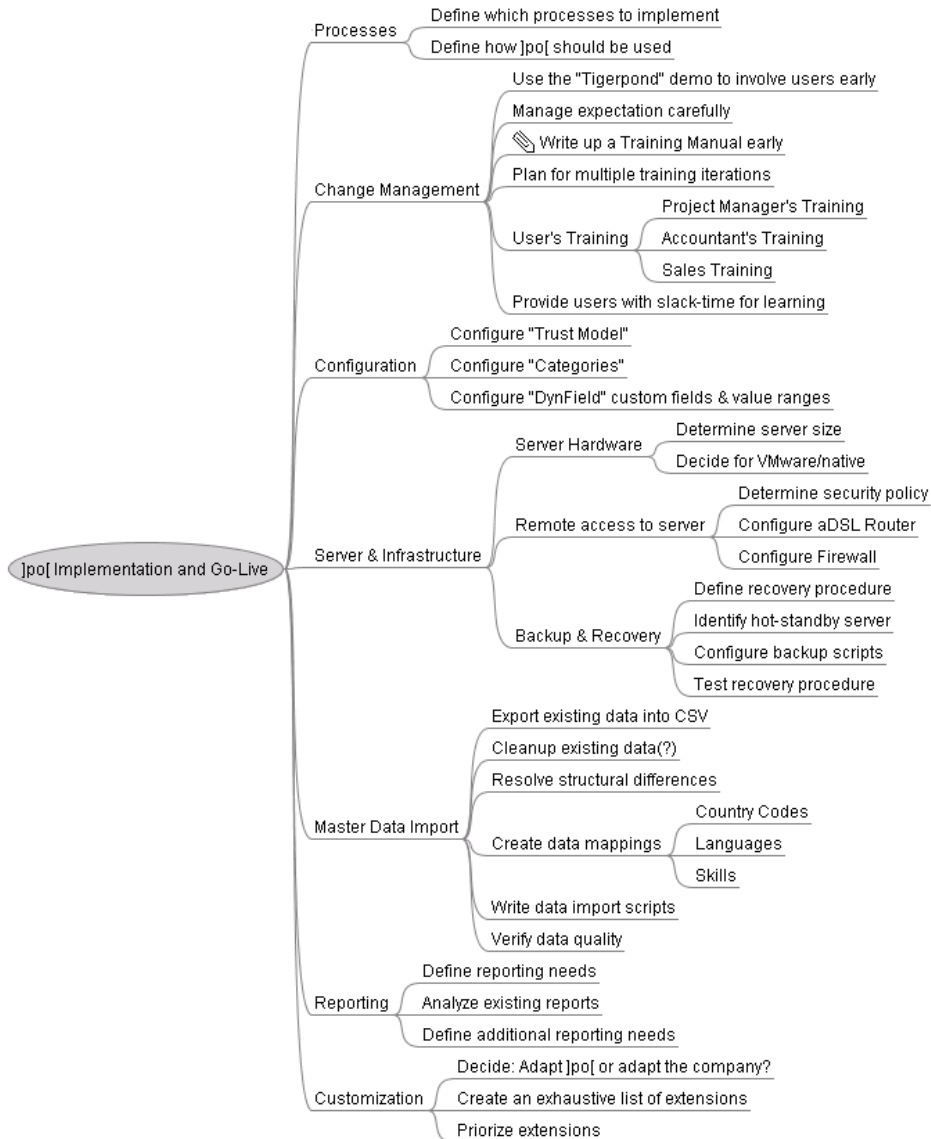 Processes
Define which processes to implement
Define how ]po[ should be used
Change Management
Use the "Tigerpond" demo to involve users early
Manage expectation carefully
Write up a Training Manual early
Plan for multiple training iterations
User's Training
Project Manager's Training
Accountant's Training
Sales Training
Provide users with slack-time for learning
Configuration
Configure "Trust Model"
Configure "Categories"
Configure "DynField" custom fields & value ranges
]po[ Implementation and Go-Live
Server & Infrastructure
Server Hardware
Determine server size
Decide for VMware/native
Remote access to server
Determine security policy
Configure aDSL Router
Configure Firewall
Backup & Recovery
Define recovery procedure
Identify hot-standby server
Configure backup scripts
Test recovery procedure
Master Data Import
Export existing data into CSV
Cleanup existing data(?)
Resolve structural differences
Create data mappings
Country Codes
Languages
Skills
Write data import scripts
Verify data quality
Reporting
Define reporting needs
Analyze existing reports
Define additional reporting needs
Customization
Decide: Adapt ]po[ or adapt the company?
Create an exhaustive list of extensions
Priorize extensions